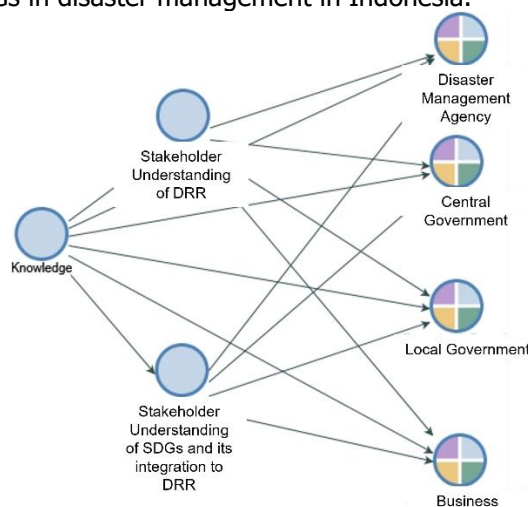 in disaster management in Indonesia.
Disaster
Management
Agency
Stakeholder
Understanding
of DRR
Central
Government
Knowledge
Local Government
Stakeholder
Understanding
of SDGs and its
integration to
DRR
Business